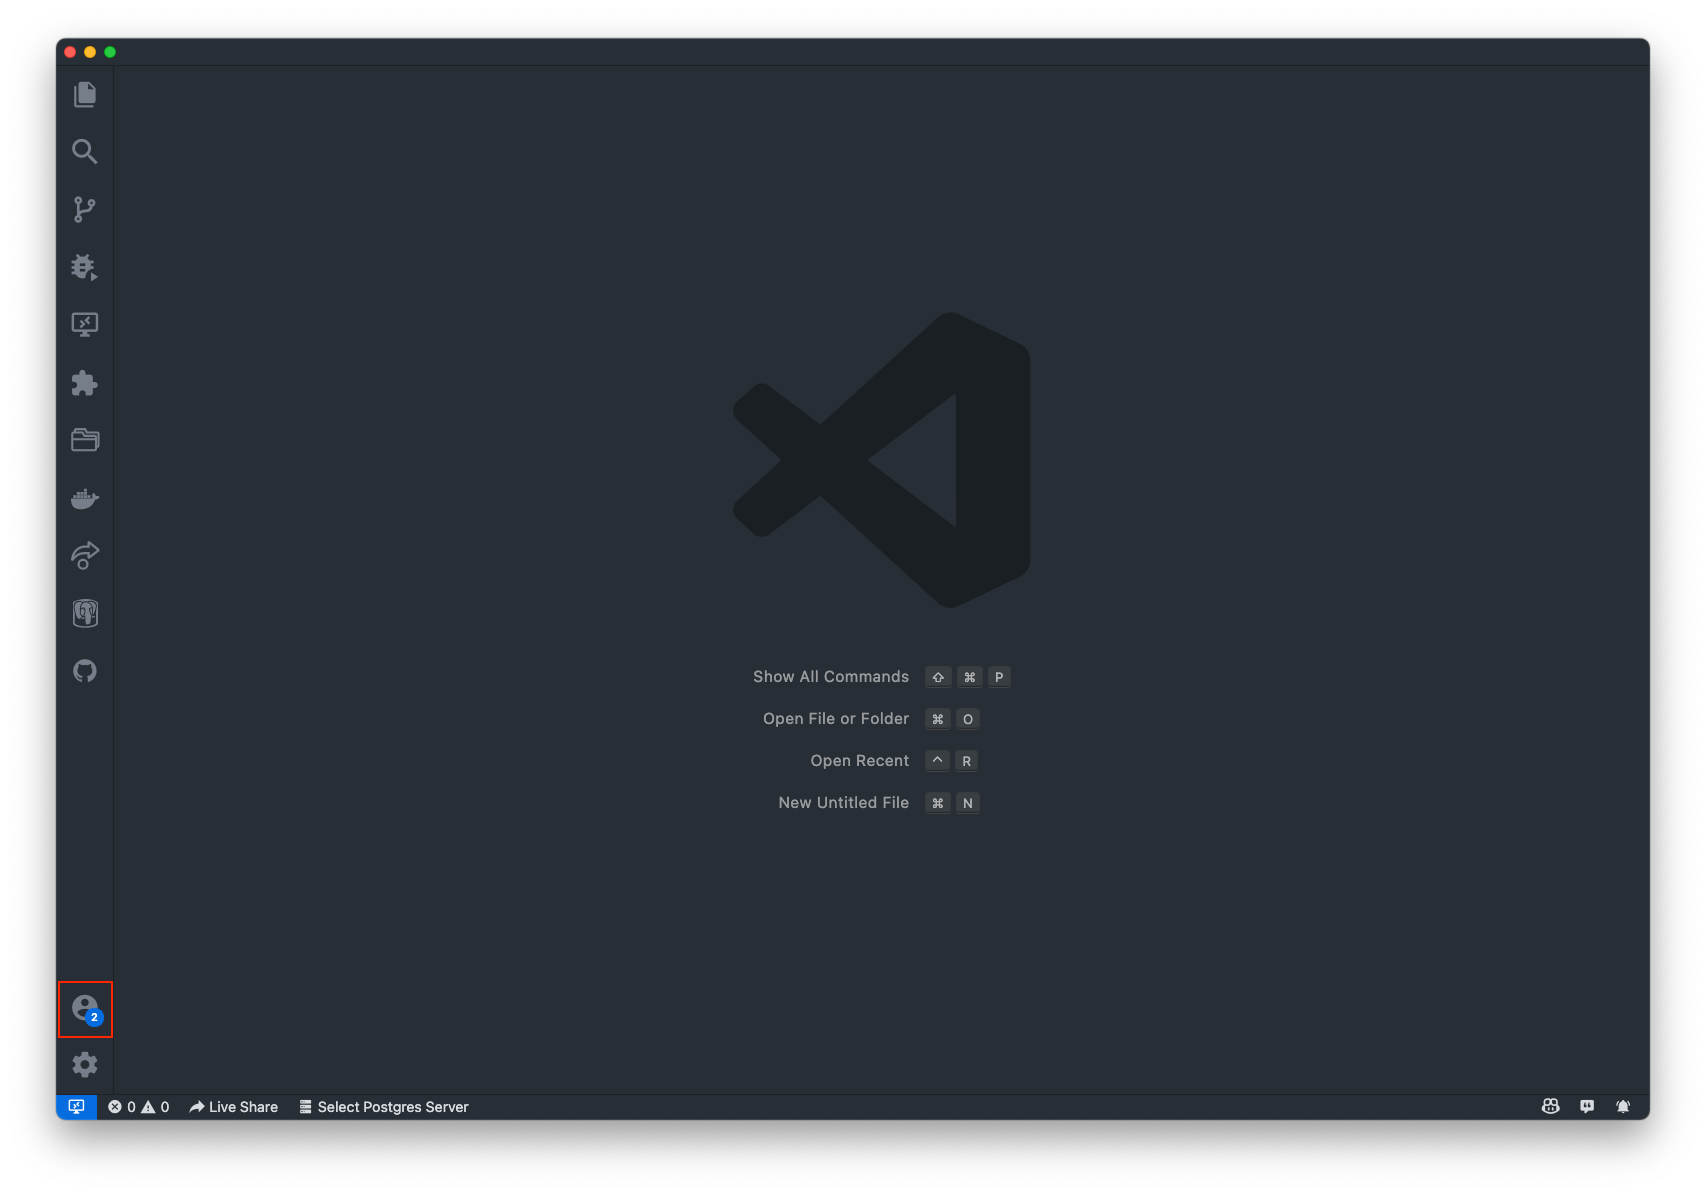 Show All Commands ⇧ ⌘ P
Open File or Folder ⌘ O
Open Recent ^ R
New Untitled File ⌘ N
2
0 0 Live Share Select Postgres Server